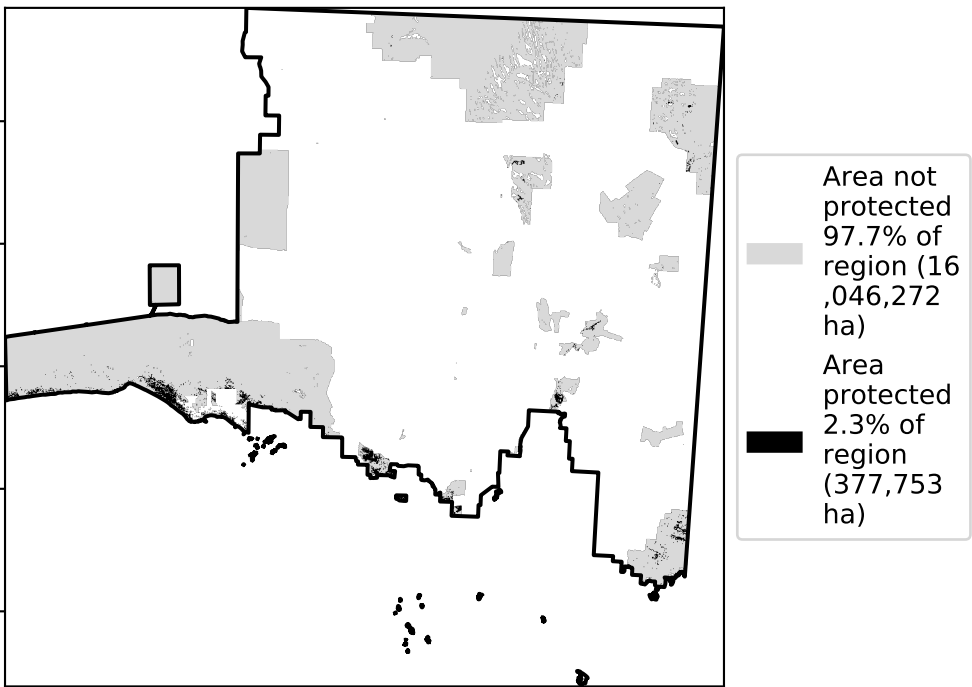 Area not
protected
97.7% of
region (16
,046,272
ha)
Area
protected
2.3% of
region
(377,753
ha)